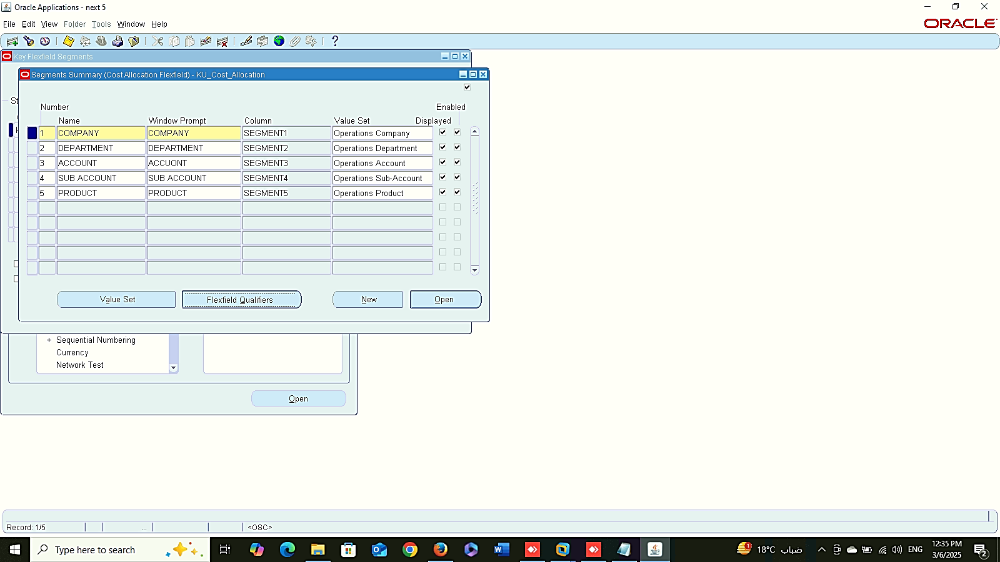 Oracle Applications - next 5
File Edit View Folder Tools Window Help
ORACLE
Key Flexfield Segments
Segments Summary (Cost Allocation Flexfield) - KU_Cost_Allocation
St
Number Enabled
Name Window Prompt Column Value Set Displayed
1 COMPANY COMPANY SEGMENT1 Operations Company
2 DEPARTMENT DEPARTMENT SEGMENT2 Operations Department
3 ACCOUNT ACCUONT SEGMENT3 Operations Account
4 SUB ACCOUNT SUB ACCOUNT SEGMENT4 Operations Sub-Account
5 PRODUCT PRODUCT SEGMENT5 Operations Product
Value Set Flexfield Qualifiers New Open
+ Sequential Numbering
Currency
Network Test
Open
Record: 1/5 ... <OSC>
Type here to search 1 18°C ضباب ENG 12:35 PM
3/6/2025 2